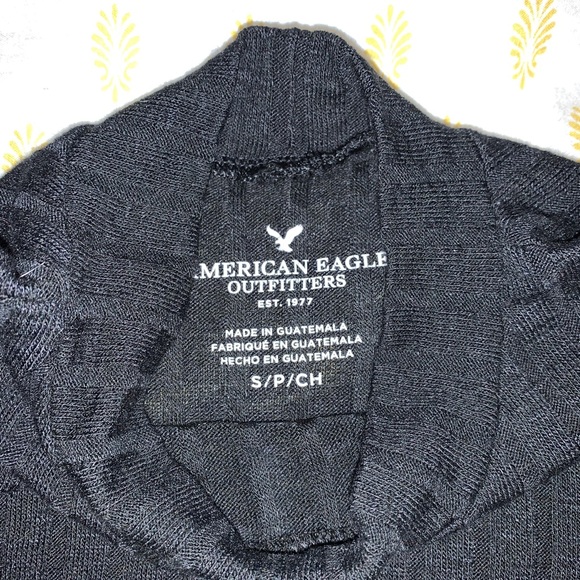 AMERICAN EAGLE
OUTFITTERS
EST. 1977
MADE IN GUATEMALA
FABRIQUÉ EN GUATEMALA
HECHO EN GUATEMALA
S/P/CH